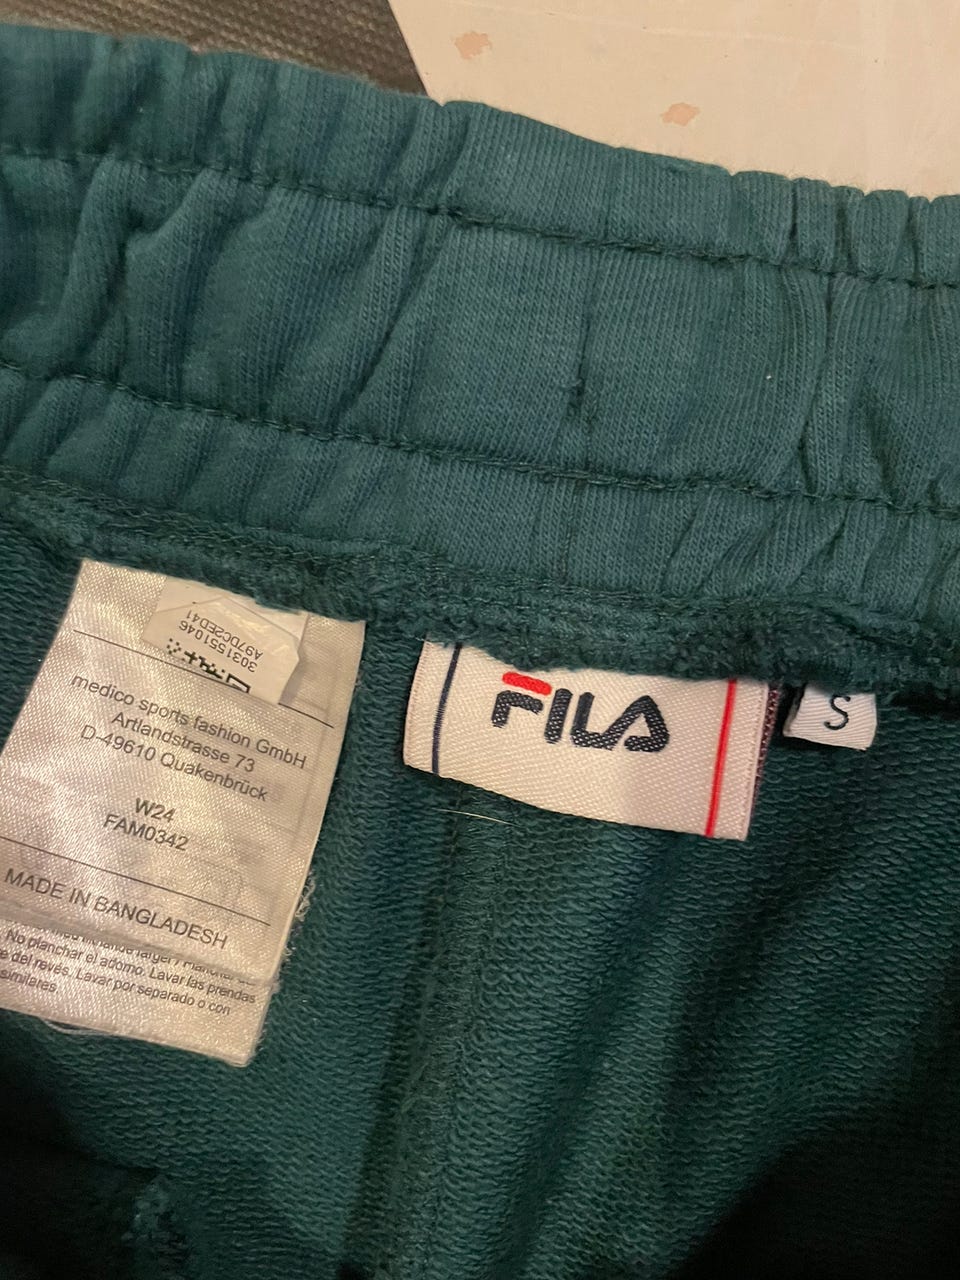 3031551046
A97DC2ED41
medico sports fashion GmbH
Artlandstrasse 73
D-49610 Quakenbrück
W24
FAM0342
MADE IN BANGLADESH
No planchar el adorno. Lavar las prendas
del revés. Lavar por separado o con
similares.
FILA
S